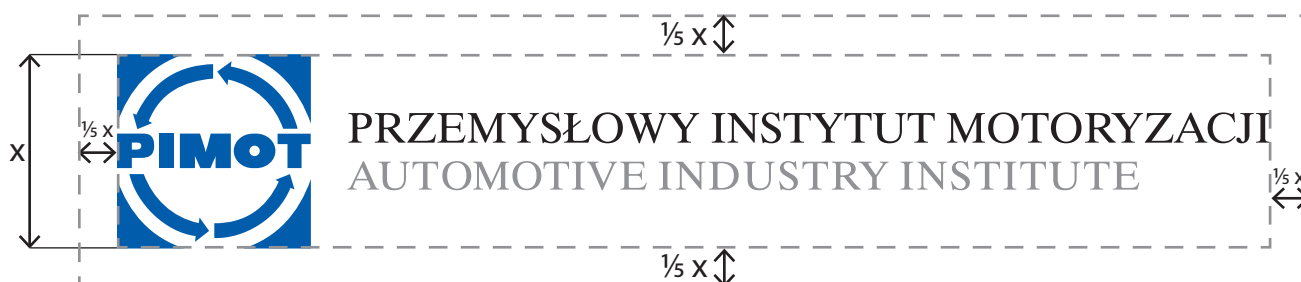 ⅕ x
⅕ x
x
PIMOT
PRZEMYSŁOWY INSTYTUT MOTORYZACJI
AUTOMOTIVE INDUSTRY INSTITUTE
⅕ x
⅕ x